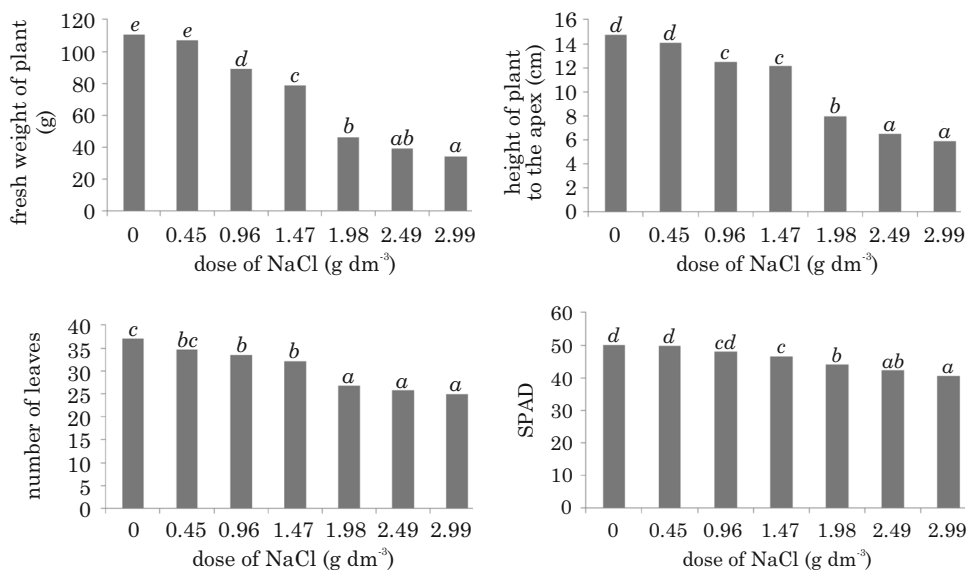 fresh weight of plant
(g)
120
100
80
60
40
20
0
e
e
d
c
b
ab
a
0 0.45 0.96 1.47 1.98 2.49 2.99
dose of NaCl (g dm⁻³)
height of plant
to the apex (cm)
16
14
12
10
8
6
4
2
0
d
d
c
c
b
a
a
0 0.45 0.96 1.47 1.98 2.49 2.99
dose of NaCl (g dm⁻³)
number of leaves
40
35
30
25
20
15
10
5
0
c
bc
b
b
a
a
a
0 0.45 0.96 1.47 1.98 2.49 2.99
dose of NaCl (g dm⁻³)
SPAD
60
50
40
30
20
10
0
d
d
cd
c
b
ab
a
0 0.45 0.96 1.47 1.98 2.49 2.99
dose of NaCl (g dm⁻³)